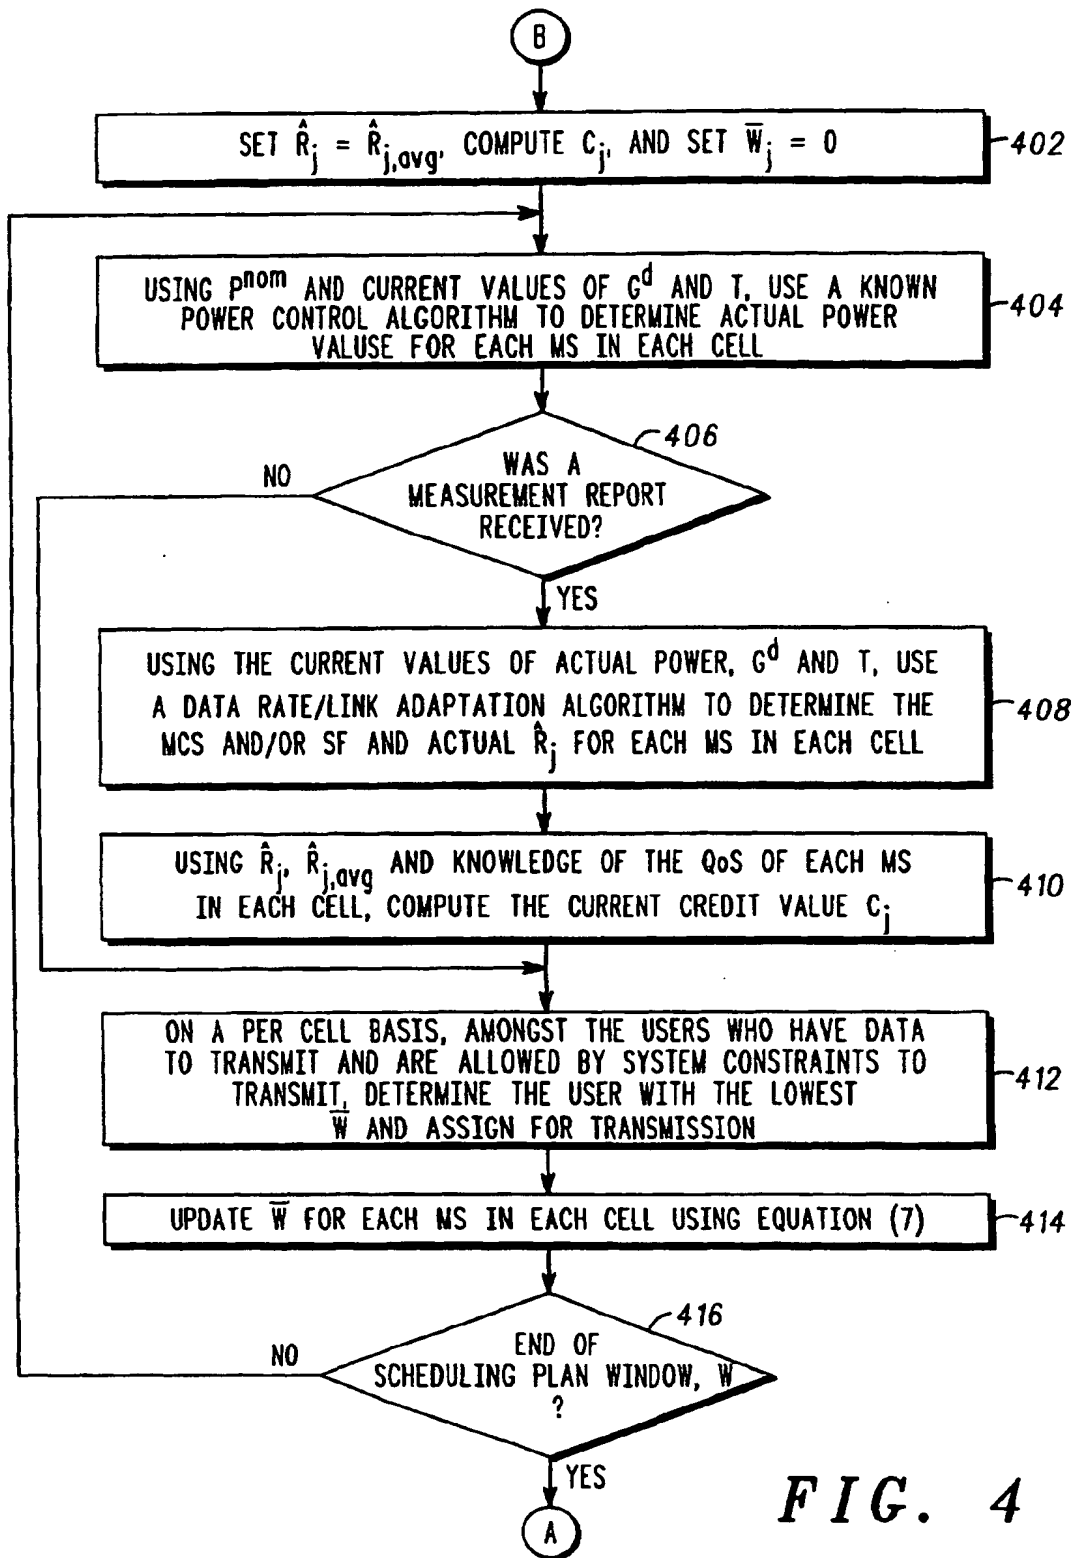 B
SET R̂j = R̂j,avg, COMPUTE Cj, AND SET W̅j = 0
402
USING Pnom AND CURRENT VALUES OF Gd AND T, USE A KNOWN
POWER CONTROL ALGORITHM TO DETERMINE ACTUAL POWER
VALUSE FOR EACH MS IN EACH CELL
404
406
WAS A
MEASUREMENT REPORT
RECEIVED?
NO
YES
USING THE CURRENT VALUES OF ACTUAL POWER, Gd AND T, USE
A DATA RATE/LINK ADAPTATION ALGORITHM TO DETERMINE THE
MCS AND/OR SF AND ACTUAL R̂j FOR EACH MS IN EACH CELL
408
USING R̂j, R̂j,avg AND KNOWLEDGE OF THE QoS OF EACH MS
IN EACH CELL, COMPUTE THE CURRENT CREDIT VALUE Cj
410
ON A PER CELL BASIS, AMONGST THE USERS WHO HAVE DATA
TO TRANSMIT AND ARE ALLOWED BY SYSTEM CONSTRAINTS TO
TRANSMIT, DETERMINE THE USER WITH THE LOWEST
W̅ AND ASSIGN FOR TRANSMISSION
412
UPDATE W̅ FOR EACH MS IN EACH CELL USING EQUATION (7)
414
416
END OF
SCHEDULING PLAN WINDOW, W
?
NO
YES
A
FIG. 4